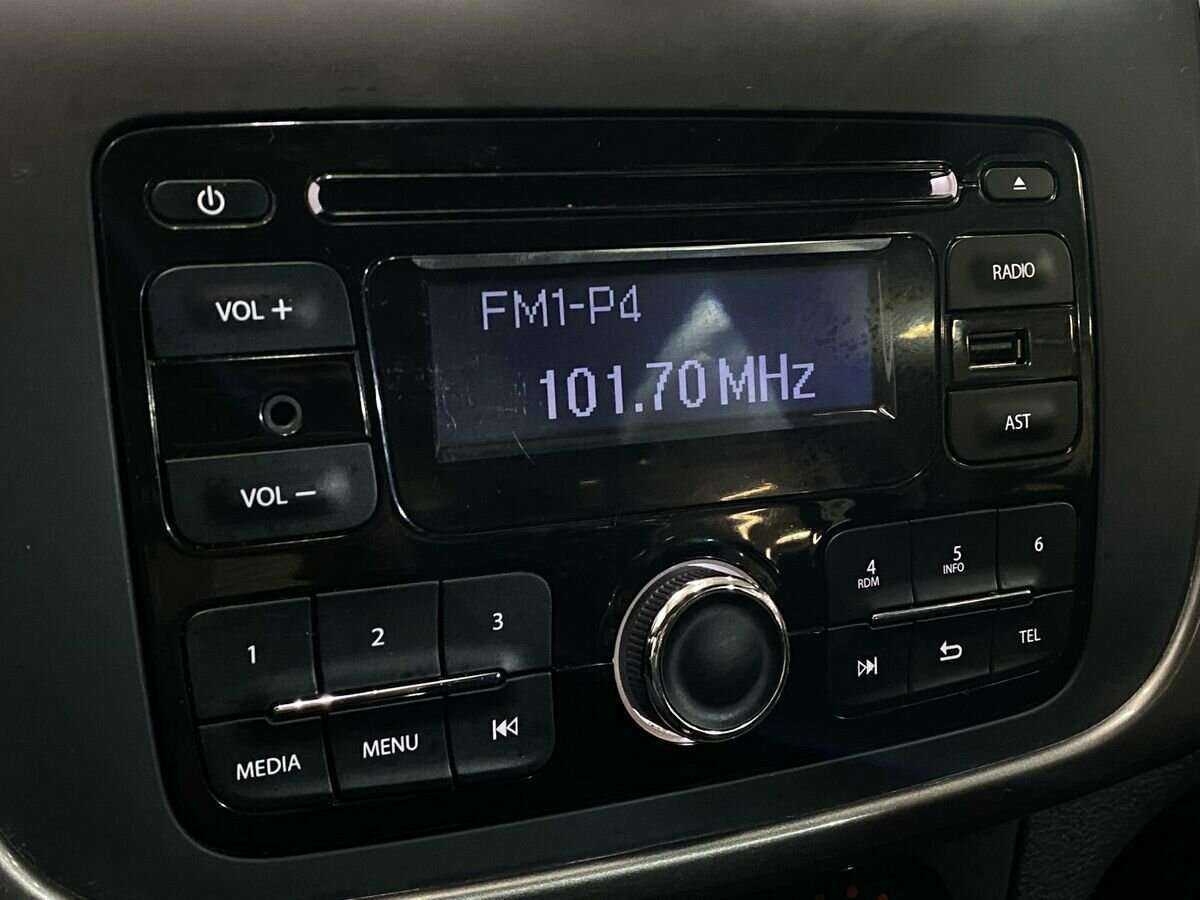 VOL +
VOL −
FM1-P4
101.70 MHz
RADIO
AST
1
2
3
MEDIA
MENU
4
RDM
5
INFO
6
TEL